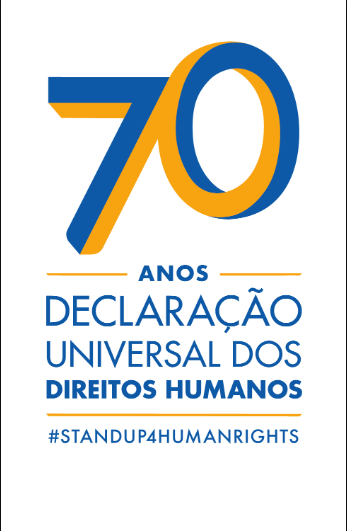 70
ANOS
DECLARAÇÃO
UNIVERSAL DOS
DIREITOS HUMANOS
#STANDUP4HUMANRIGHTS